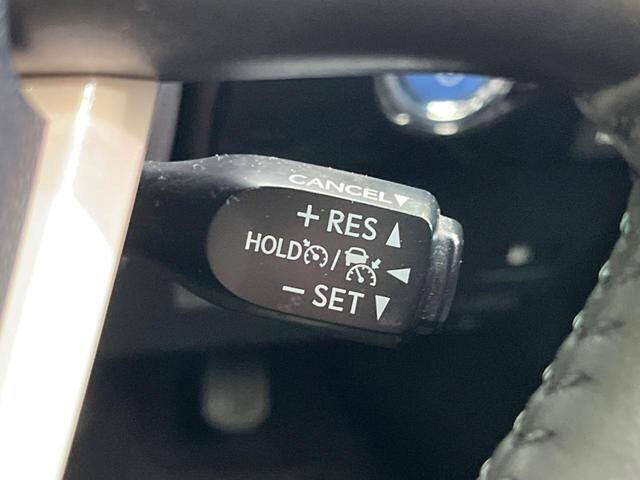 CANCEL▼
+ RES ▲
HOLD / ◀
− SET ▼